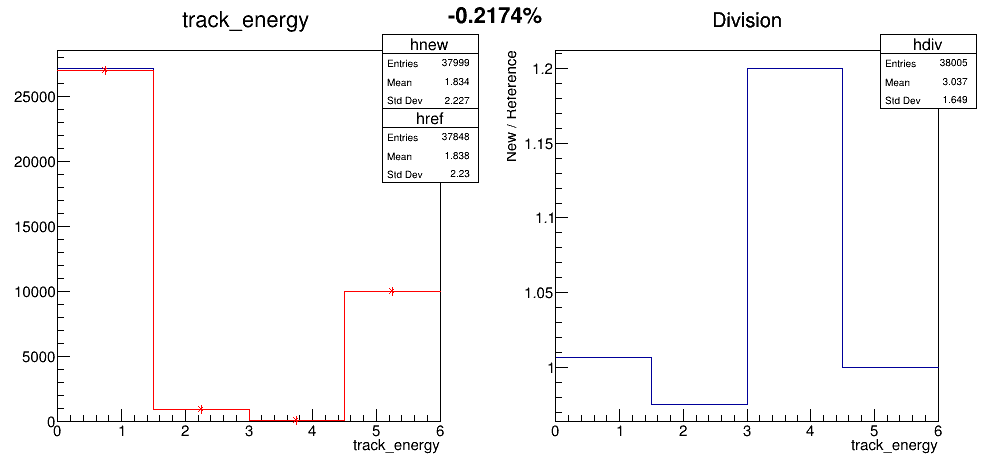 track_energy
-0.2174%
Division
hnew
Entries 37999
Mean 1.834
Std Dev 2.227
href
Entries 37848
Mean 1.838
Std Dev 2.23
25000
20000
15000
10000
5000
0
0 1 2 3 4 5 6
track_energy
hdiv
Entries 38005
Mean 3.037
Std Dev 1.649
New / Reference
1.2
1.15
1.1
1.05
1
0 1 2 3 4 5 6
track_energy